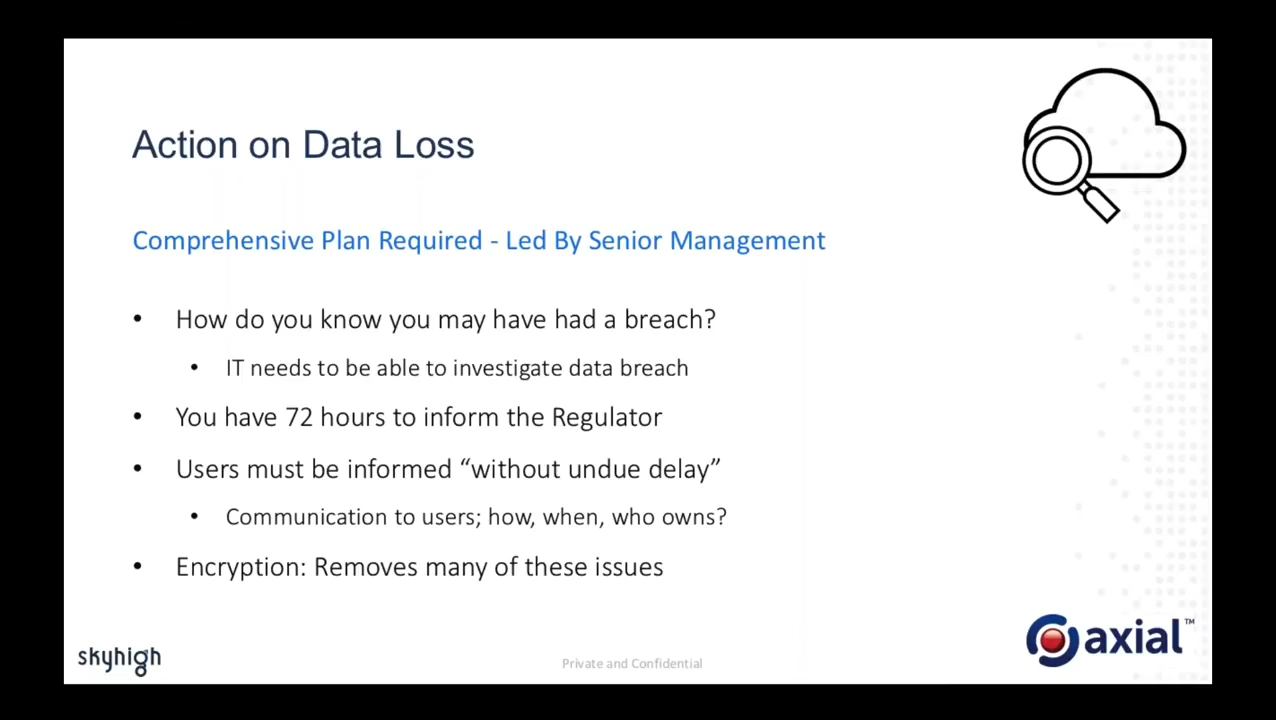 Action on Data Loss
Comprehensive Plan Required - Led By Senior Management
• How do you know you may have had a breach?
• IT needs to be able to investigate data breach
• You have 72 hours to inform the Regulator
• Users must be informed “without undue delay”
• Communication to users; how, when, who owns?
• Encryption: Removes many of these issues
skyhigh
Private and Confidential
axial™